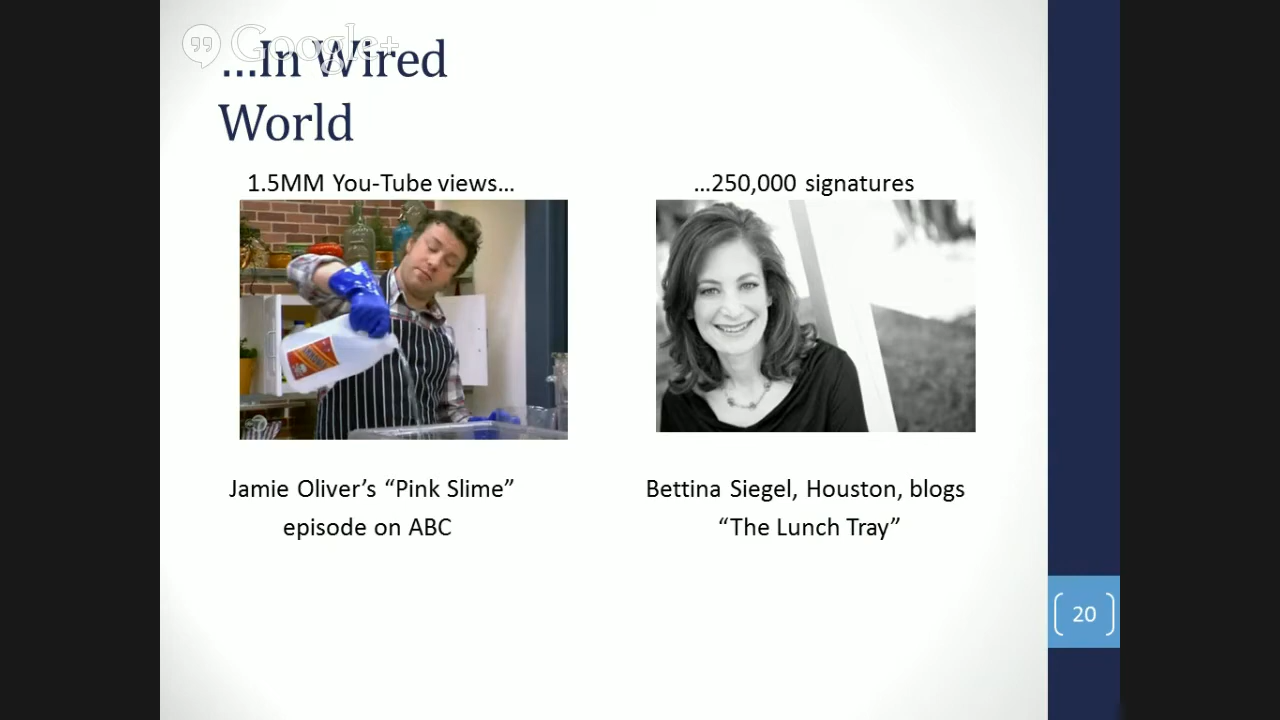 Google+
...In Wired
World
1.5MM You-Tube views...
...250,000 signatures
Jamie Oliver's “Pink Slime”
episode on ABC
Bettina Siegel, Houston, blogs
“The Lunch Tray”
20